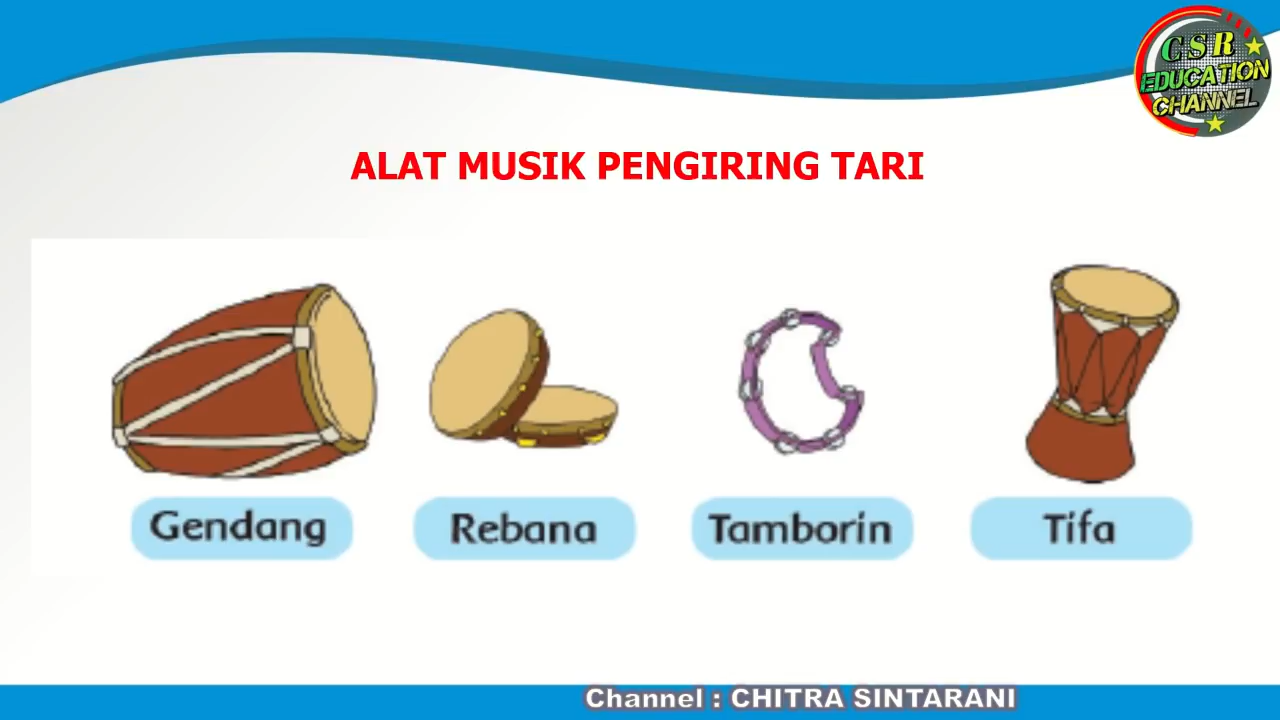 CSR
EDUCATION
CHANNEL
ALAT MUSIK PENGIRING TARI
Gendang
Rebana
Tamborin
Tifa
Channel : CHITRA SINTARANI